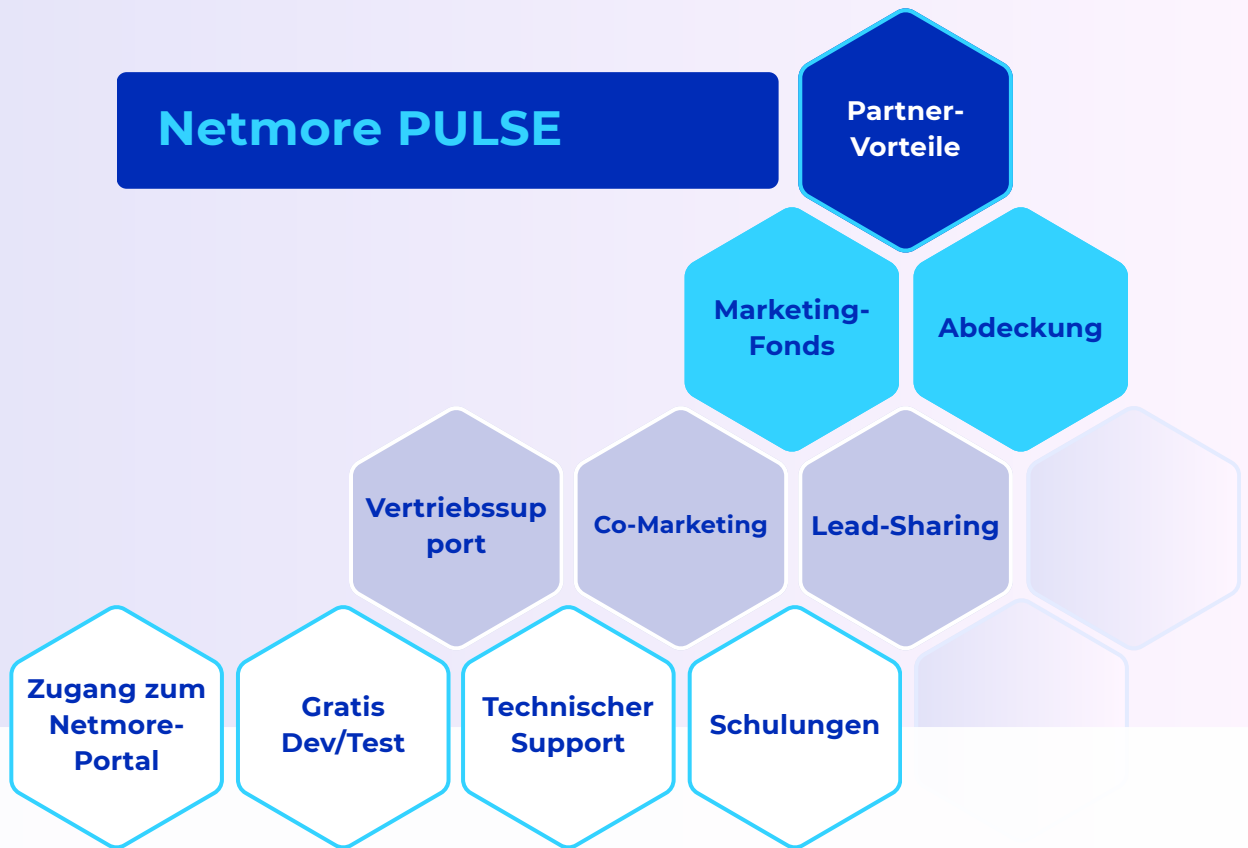 Netmore PULSE
Partner-
Vorteile
Marketing-
Fonds
Abdeckung
Vertriebssup
port
Co-Marketing
Lead-Sharing
Zugang zum
Netmore-
Portal
Gratis
Dev/Test
Technischer
Support
Schulungen